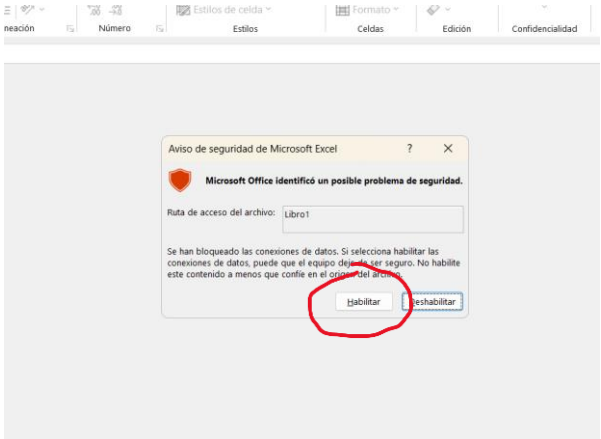 Estilos de celda
Formato
neación
Número
Estilos
Celdas
Edición
Confidencialidad
Aviso de seguridad de Microsoft Excel
?
Microsoft Office identificó un posible problema de seguridad.
Ruta de acceso del archivo: Libro1
Se han bloqueado las conexiones de datos. Si selecciona habilitar las
conexiones de datos, puede que el equipo deje de ser seguro. No habilite
este contenido a menos que confíe en el origen del archivo.
Habilitar
Deshabilitar